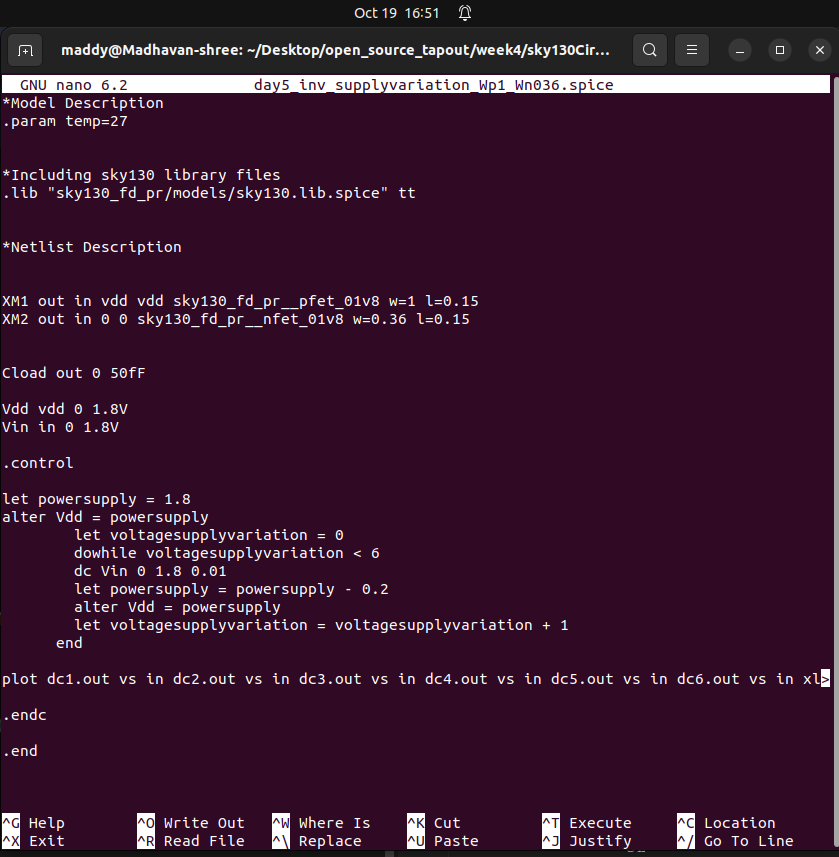 Oct 19 16:51
maddy@Madhavan-shree: ~/Desktop/open_source_tapout/week4/sky130Cir...
GNU nano 6.2 day5_inv_supplyvariation_Wp1_Wn036.spice
*Model Description
.param temp=27
*Including sky130 library files
.lib "sky130_fd_pr/models/sky130.lib.spice" tt
*Netlist Description
XM1 out in vdd vdd sky130_fd_pr__pfet_01v8 w=1 l=0.15
XM2 out in 0 0 sky130_fd_pr__nfet_01v8 w=0.36 l=0.15
Cload out 0 50fF
Vdd vdd 0 1.8V
Vin in 0 1.8V
.control
let powersupply = 1.8
alter Vdd = powersupply
let voltagesupplyvariation = 0
dowhile voltagesupplyvariation < 6
dc Vin 0 1.8 0.01
let powersupply = powersupply - 0.2
alter Vdd = powersupply
let voltagesupplyvariation = voltagesupplyvariation + 1
end
plot dc1.out vs in dc2.out vs in dc3.out vs in dc4.out vs in dc5.out vs in dc6.out vs in xl>
.endc
.end
^G Help ^O Write Out ^W Where Is ^K Cut ^T Execute ^C Location
^X Exit ^R Read File ^\ Replace ^U Paste ^J Justify ^/ Go To Line